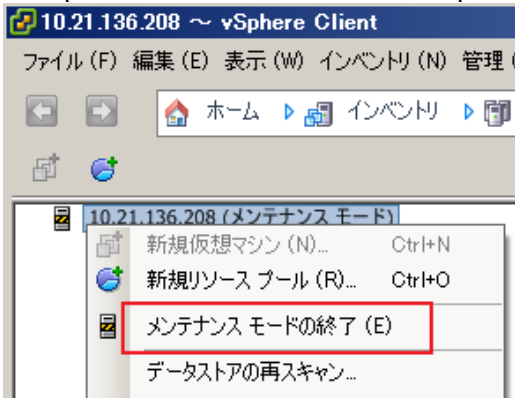 10.21.136.208 ～ vSphere Client
ファイル (F) 編集 (E) 表示 (W) インベントリ (N) 管理 (
ホーム インベントリ
10.21.136.208 (メンテナンス モード)
新規仮想マシン (N)... Ctrl+N
新規リソース プール (R)... Ctrl+O
メンテナンス モードの終了 (E)
データストアの再スキャン...